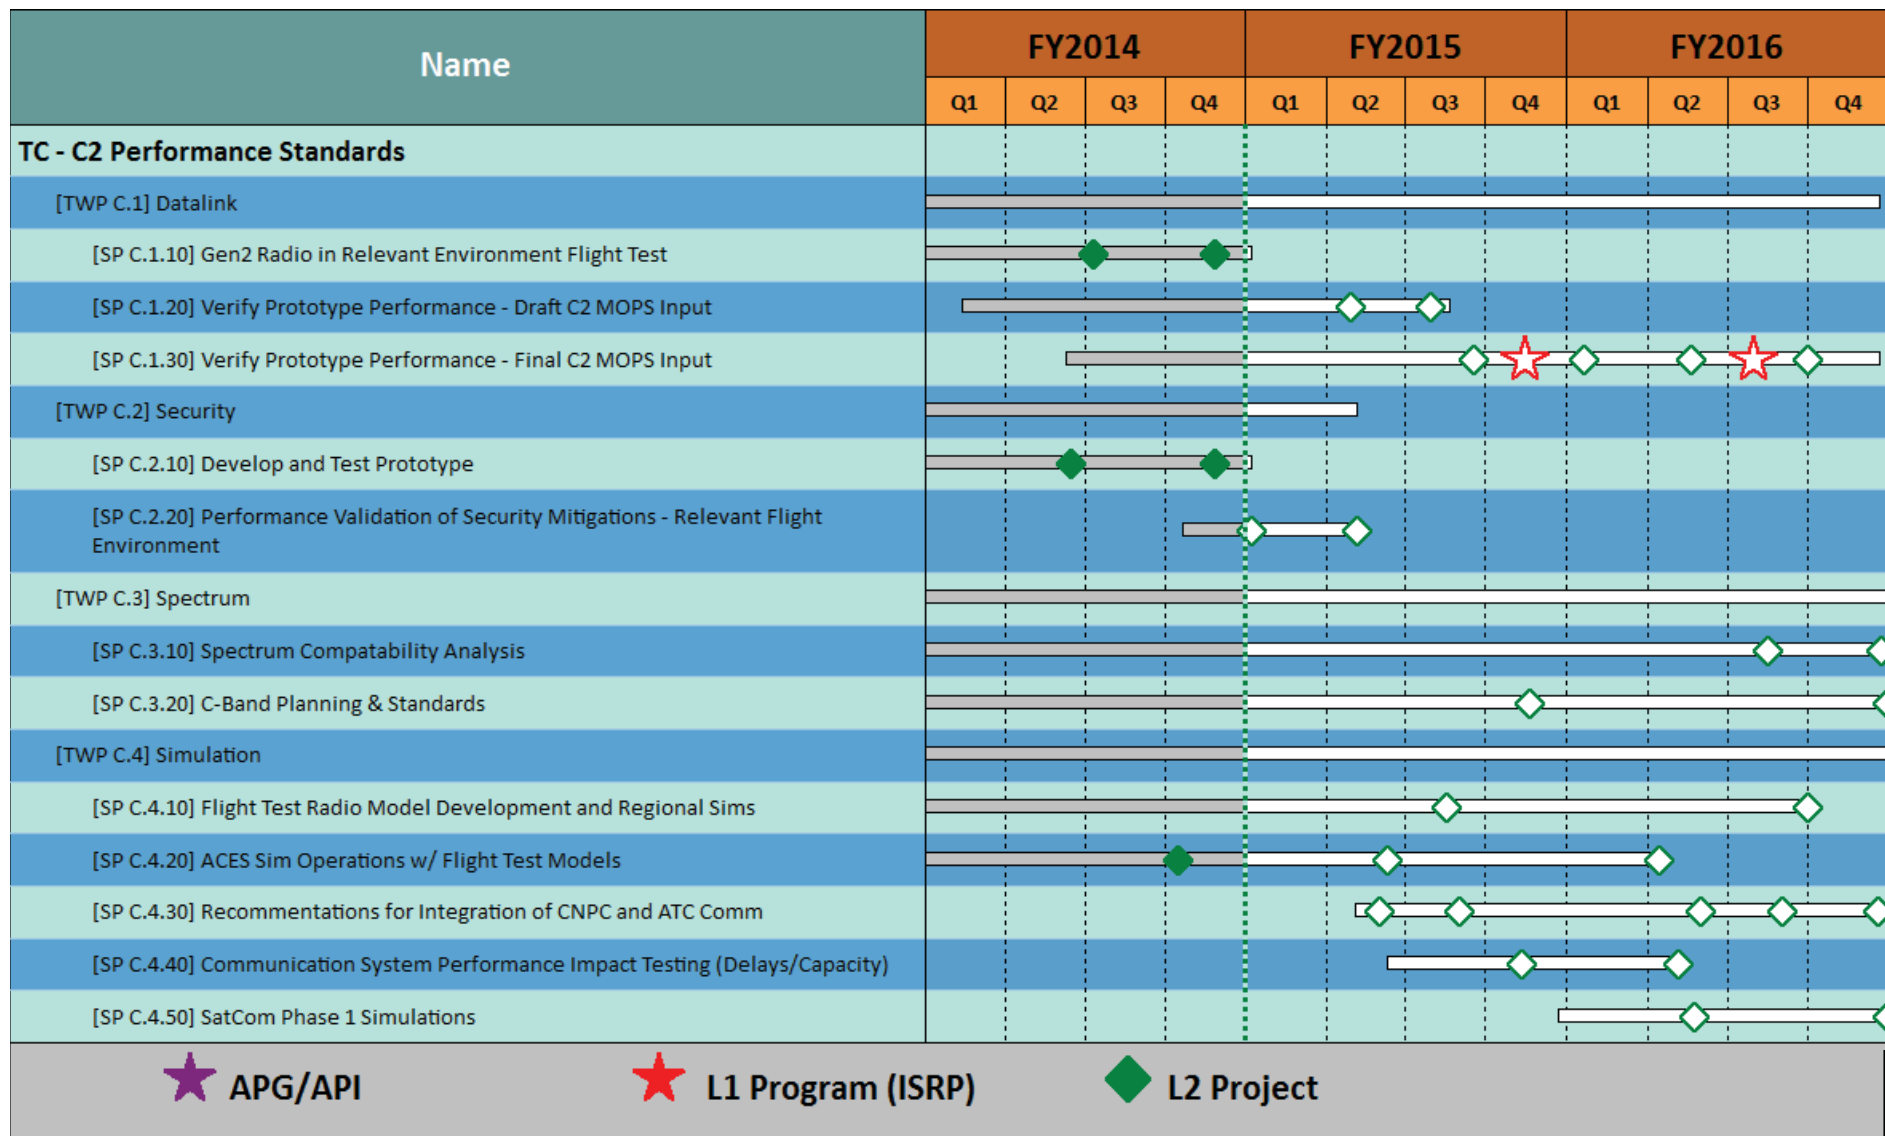 Name
FY2014 FY2015 FY2016
Q1 Q2 Q3 Q4 Q1 Q2 Q3 Q4 Q1 Q2 Q3 Q4
TC - C2 Performance Standards
[TWP C.1] Datalink
[SP C.1.10] Gen2 Radio in Relevant Environment Flight Test
[SP C.1.20] Verify Prototype Performance - Draft C2 MOPS Input
[SP C.1.30] Verify Prototype Performance - Final C2 MOPS Input
[TWP C.2] Security
[SP C.2.10] Develop and Test Prototype
[SP C.2.20] Performance Validation of Security Mitigations - Relevant Flight
Environment
[TWP C.3] Spectrum
[SP C.3.10] Spectrum Compatability Analysis
[SP C.3.20] C-Band Planning & Standards
[TWP C.4] Simulation
[SP C.4.10] Flight Test Radio Model Development and Regional Sims
[SP C.4.20] ACES Sim Operations w/ Flight Test Models
[SP C.4.30] Recommentations for Integration of CNPC and ATC Comm
[SP C.4.40] Communication System Performance Impact Testing (Delays/Capacity)
[SP C.4.50] SatCom Phase 1 Simulations
APG/API L1 Program (ISRP) L2 Project